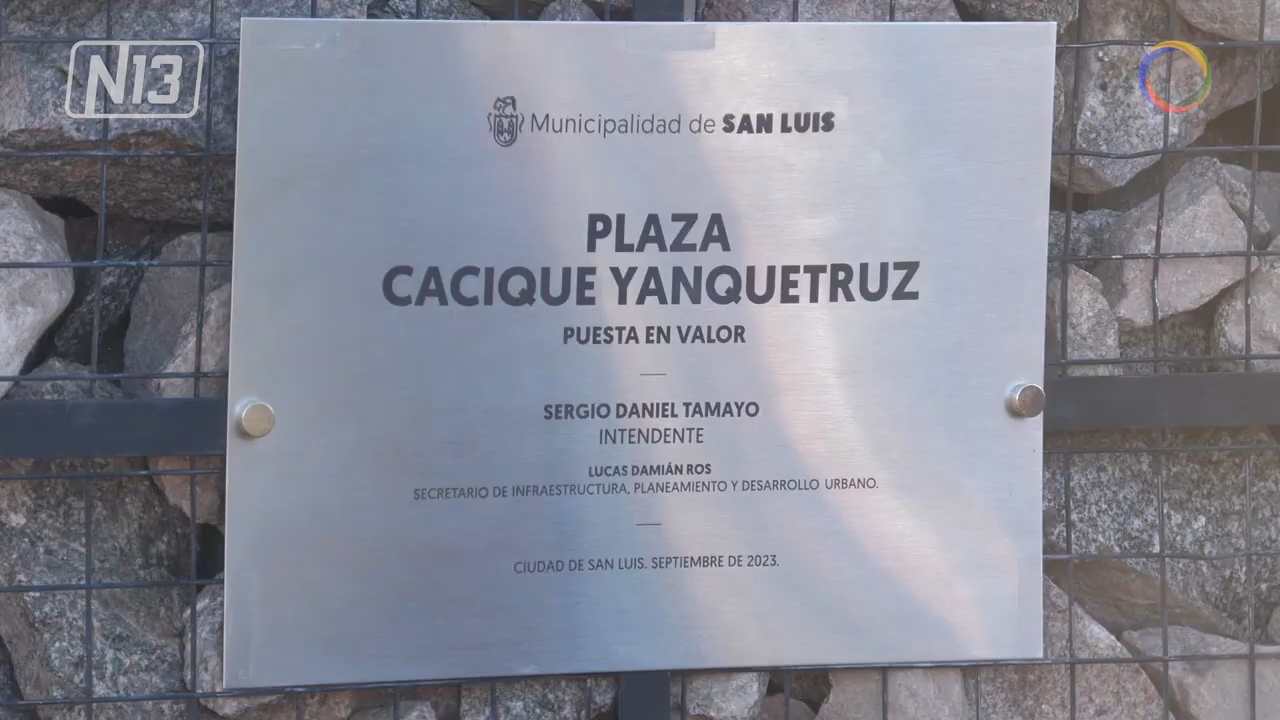 N13
Municipalidad de SAN LUIS
PLAZA
CACIQUE YANQUETRUZ
PUESTA EN VALOR
SERGIO DANIEL TAMAYO
INTENDENTE
LUCAS DAMIÁN ROS
SECRETARIO DE INFRAESTRUCTURA, PLANEAMIENTO Y DESARROLLO URBANO.
CIUDAD DE SAN LUIS. SEPTIEMBRE DE 2023.